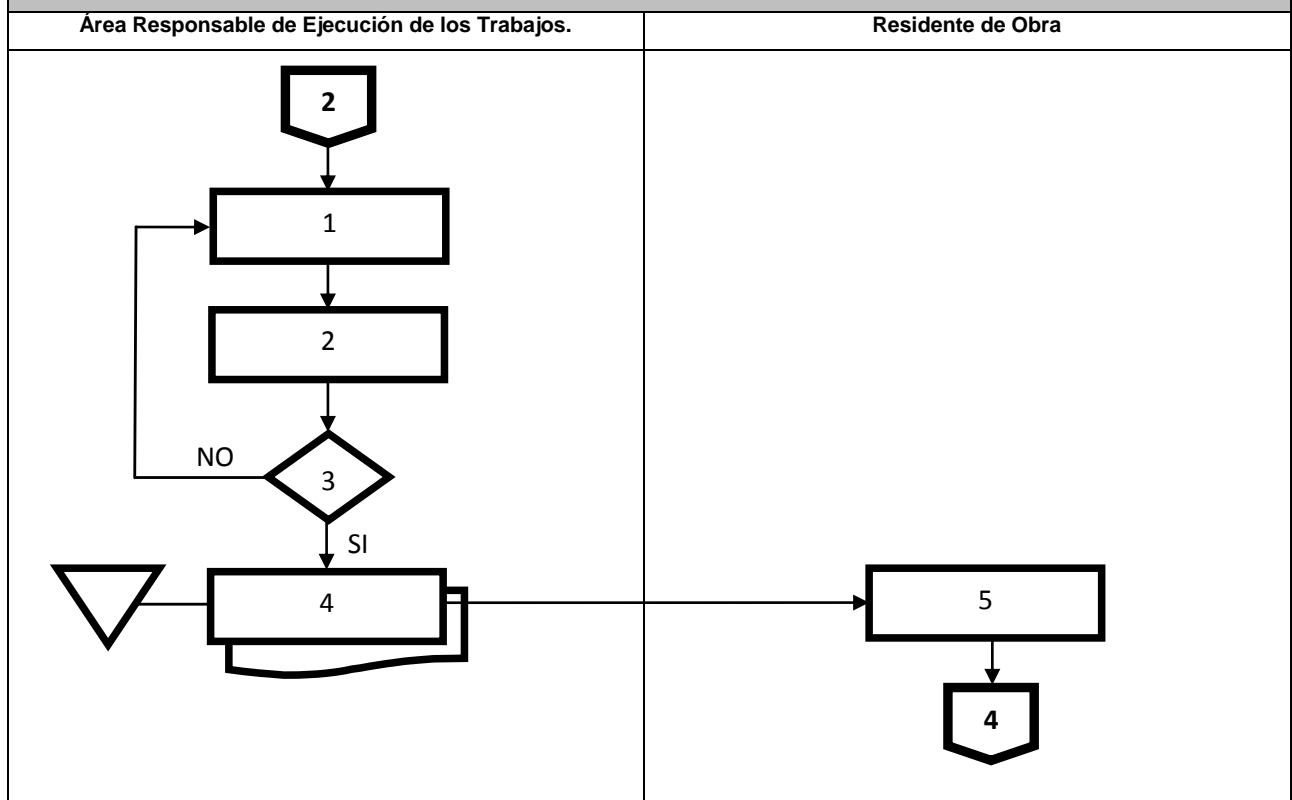 Área Responsable de Ejecución de los Trabajos.
Residente de Obra
2
1
2
NO
3
SI
4
5
4